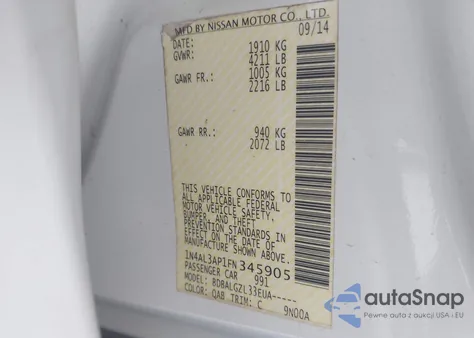 MFD BY NISSAN MOTOR CO., LTD.
DATE: 09/14
GVWR: 1910 KG
4211 LB
GAWR FR.: 1005 KG
2216 LB
GAWR RR.: 940 KG
2072 LB
THIS VEHICLE CONFORMS TO
ALL APPLICABLE FEDERAL
MOTOR VEHICLE SAFETY,
BUMPER, AND THEFT
PREVENTION STANDARDS IN
EFFECT ON THE DATE OF
MANUFACTURE SHOWN ABOVE.
1N4AL3AP1FN345905
PASSENGER CAR 991
MODEL: BDBALGZL33EUA-----
COLOR: QAB TRIM: C 9N00A
autoSnap
Pewne auta z aukcji USA i EU